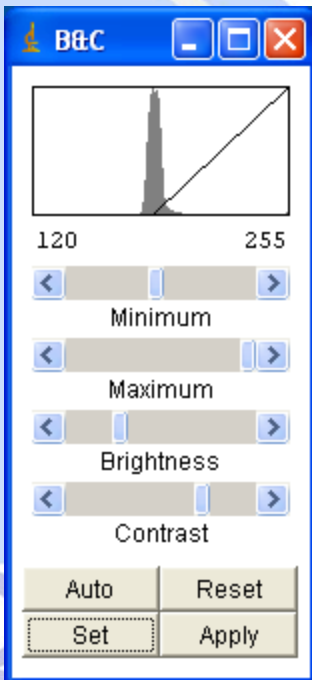 B&C
120 255
Minimum
Maximum
Brightness
Contrast
Auto Reset
Set Apply